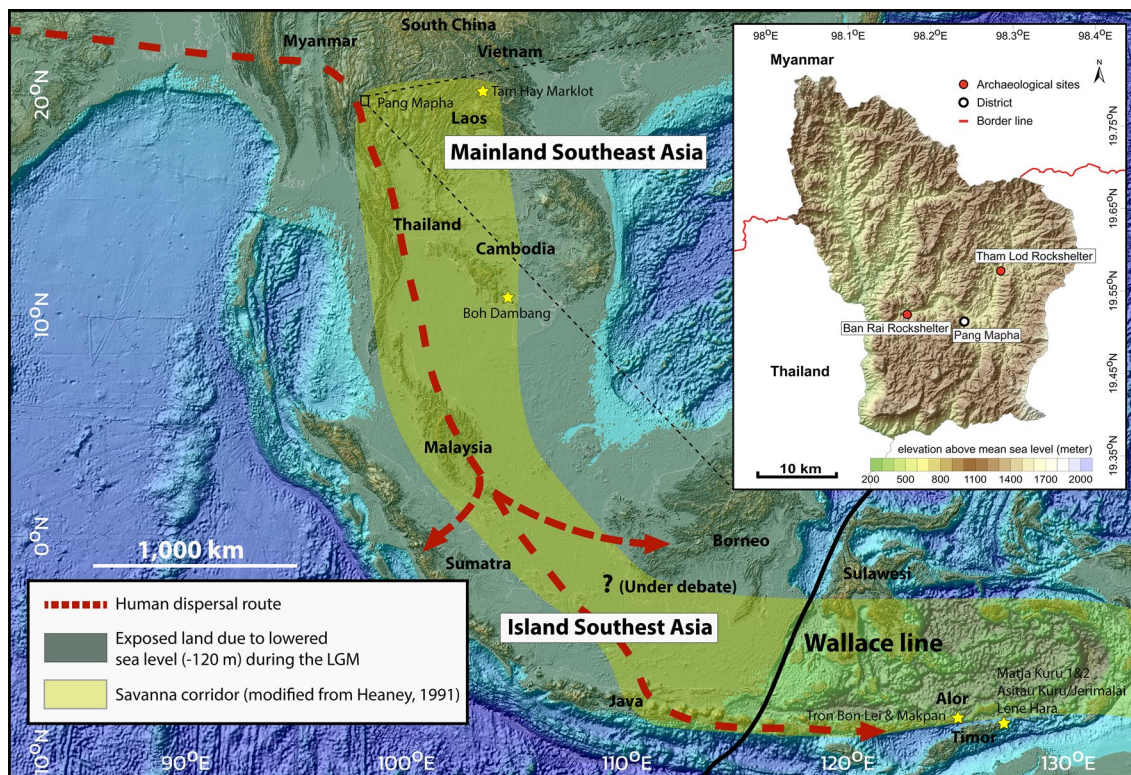 South China
Myanmar
Vietnam
20°N
Pang Mapha
Tam Hay Marklot
Laos
Mainland Southeast Asia
Thailand
Cambodia
10°N
Boh Dambang
Malaysia
0°N
1,000 km
Sumatra
Borneo
? (Under debate)
Sulawesi
Island Southest Asia
Wallace line
Matja Kuru 1&2
Asitau Kuru/Jerimalai
Lene Hara
Java
Alor
Tron Bon Lei & Makpan
Timor
10°N
90°E
100°E
110°E
120°E
130°E
Human dispersal route
Exposed land due to lowered
sea level (-120 m) during the LGM
Savanna corridor (modified from Heaney, 1991)
98° 98.1°E 98.2°E 98.3°E 98.4°E
Myanmar
N
Archaeological sites
District
Border line
19.75°N
19.65°N
Tham Lod Rockshelter
19.55°N
Ban Rai Rockshelter
Pang Mapha
Thailand
19.45°N
19.35°N
elevation above mean sea level (meter)
10 km
200 500 800 1100 1400 1700 2000